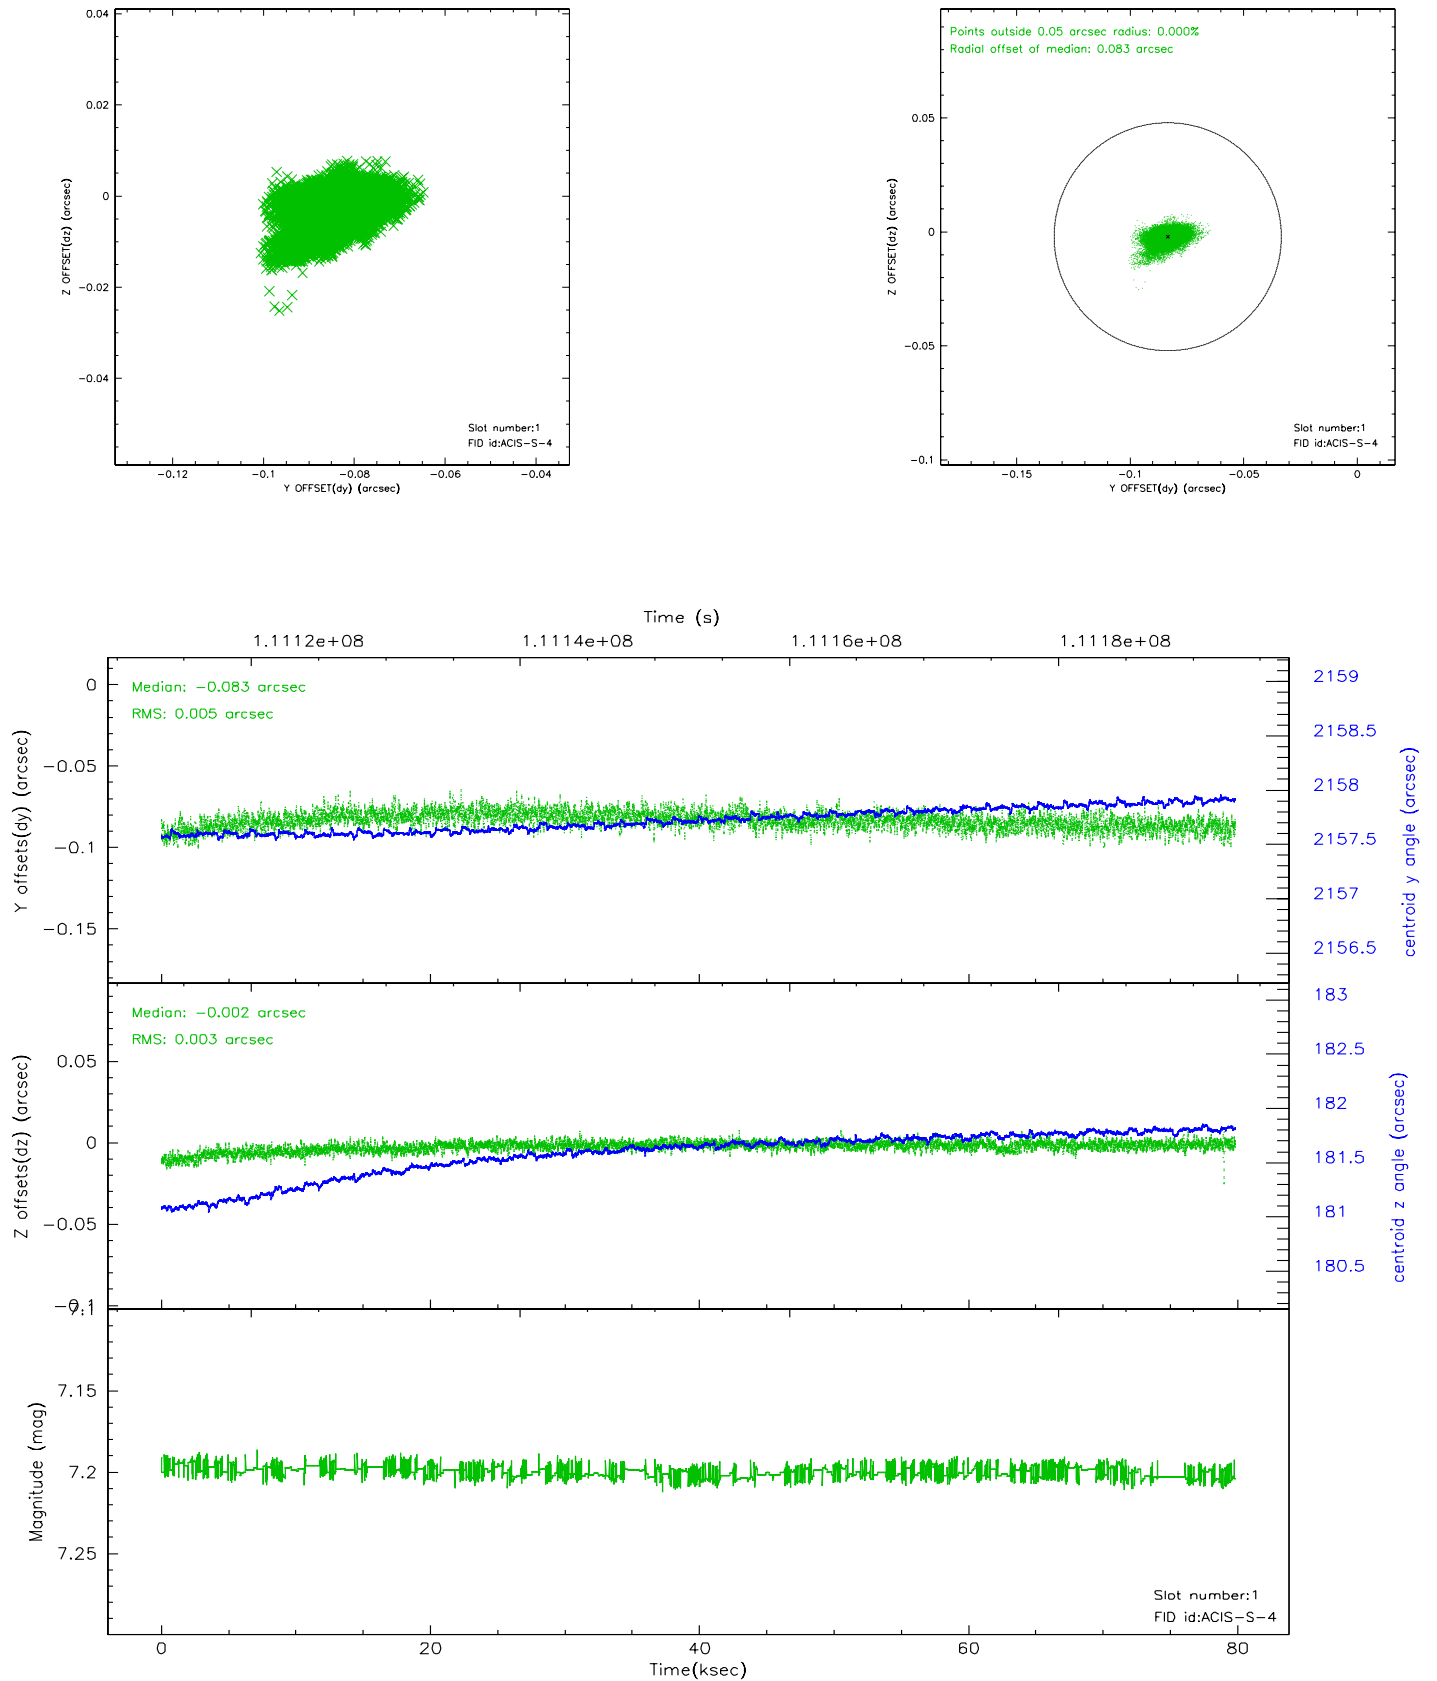 0.04
0.02
0
−0.02
−0.04
Z OFFSET(dz) (arcsec)
Slot number:1
FID id:ACIS−S−4
−0.12
−0.1
−0.08
−0.06
−0.04
Y OFFSET(dy) (arcsec)
Points outside 0.05 arcsec radius: 0.000%
Radial offset of median: 0.083 arcsec
0.05
0
−0.05
−0.1
Z OFFSET(dz) (arcsec)
Slot number:1
FID id:ACIS−S−4
−0.15
−0.1
−0.05
0
Y OFFSET(dy) (arcsec)
Time (s)
1.1112e+08
1.1114e+08
1.1116e+08
1.1118e+08
Median: −0.083 arcsec
RMS: 0.005 arcsec
0
−0.05
−0.1
−0.15
Y offsets(dy) (arcsec)
2159
2158.5
2158
2157.5
2157
2156.5
centroid y angle (arcsec)
Median: −0.002 arcsec
RMS: 0.003 arcsec
0.05
0
−0.05
−0.1
Z offsets(dz) (arcsec)
183
182.5
182
181.5
181
180.5
centroid z angle (arcsec)
7.1
7.15
7.2
7.25
Magnitude (mag)
Slot number:1
FID id:ACIS−S−4
0
20
40
60
80
Time(ksec)